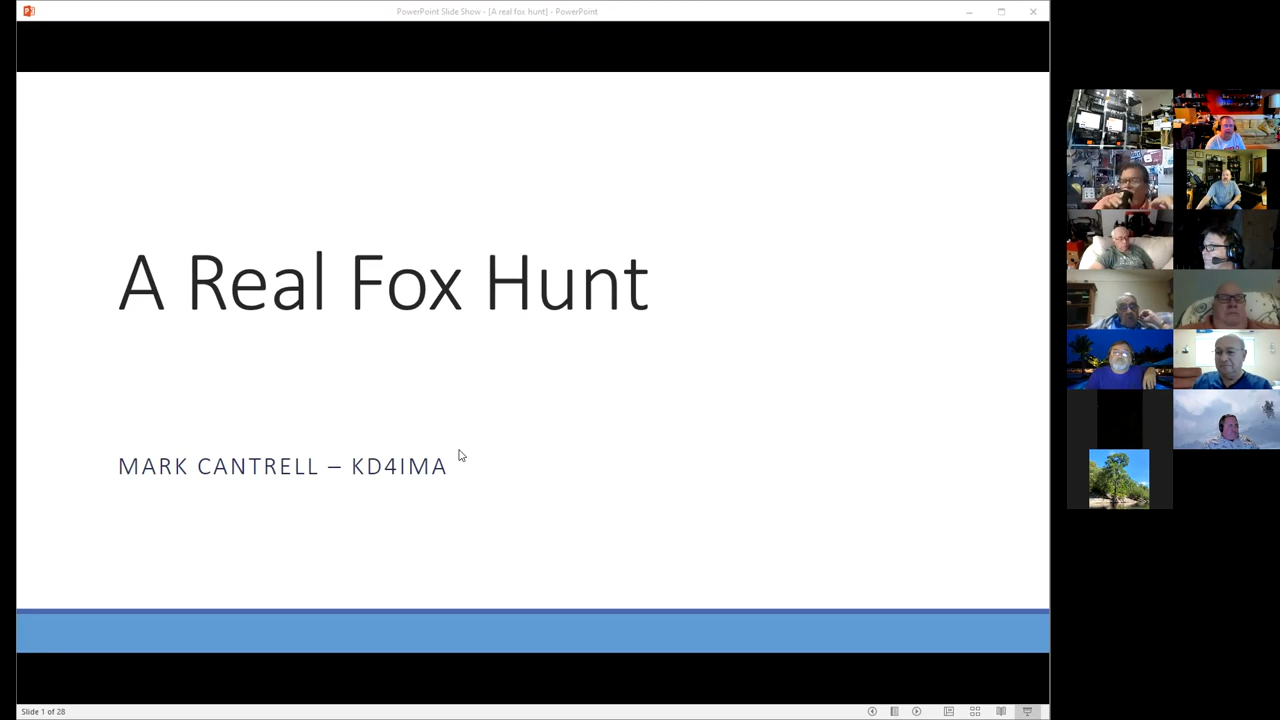 PowerPoint Slide Show - [A real fox hunt] - PowerPoint
A Real Fox Hunt
MARK CANTRELL – KD4IMA
Slide 1 of 28